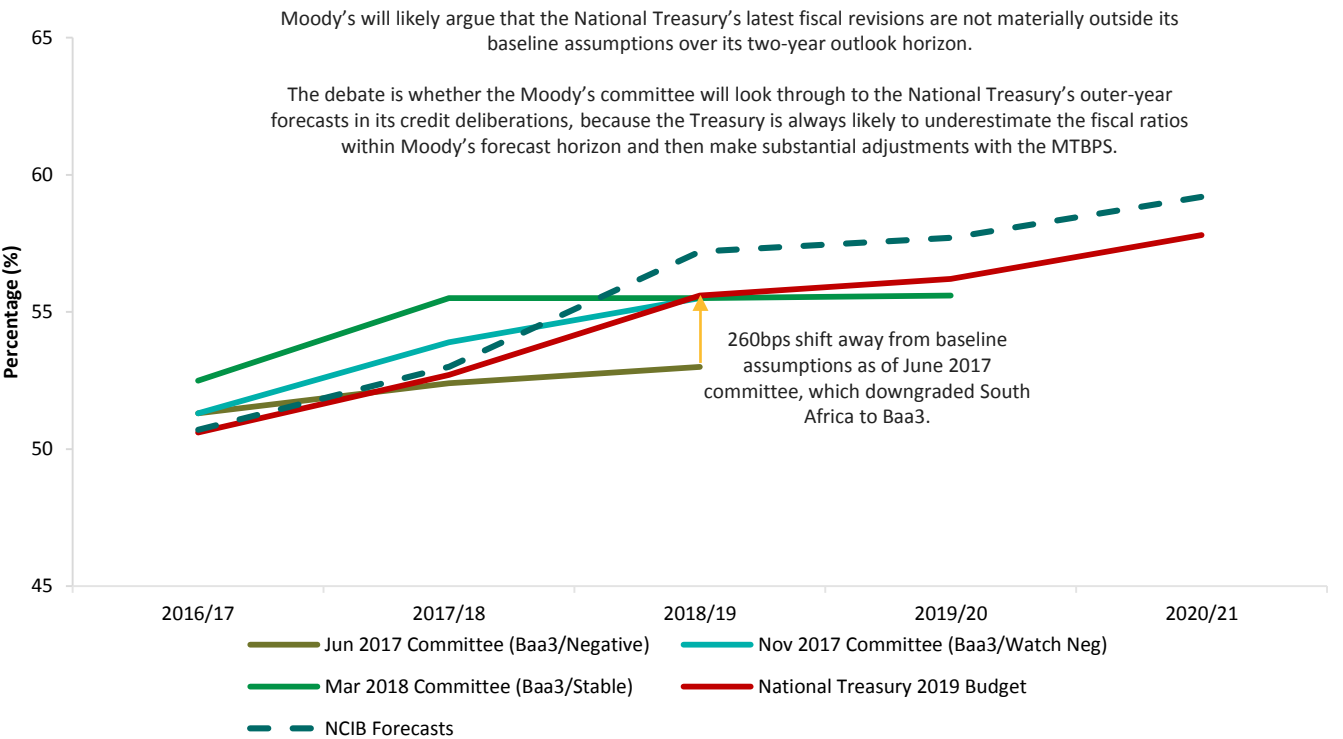 Moody’s will likely argue that the National Treasury’s latest fiscal revisions are not materially outside its
baseline assumptions over its two-year outlook horizon.
The debate is whether the Moody’s committee will look through to the National Treasury’s outer-year
forecasts in its credit deliberations, because the Treasury is always likely to underestimate the fiscal ratios
within Moody’s forecast horizon and then make substantial adjustments with the MTBPS.
65
60
55
50
45
Percentage (%)
260bps shift away from baseline
assumptions as of June 2017
committee, which downgraded South
Africa to Baa3.
2016/17 2017/18 2018/19 2019/20 2020/21
Jun 2017 Committee (Baa3/Negative) Nov 2017 Committee (Baa3/Watch Neg)
Mar 2018 Committee (Baa3/Stable) National Treasury 2019 Budget
NCIB Forecasts